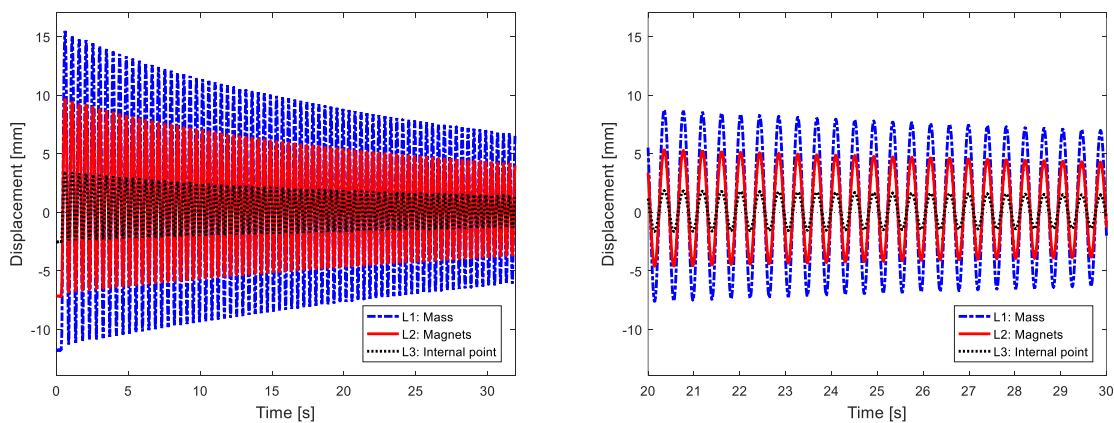 15
10
5
0
-5
-10
Displacement [mm]
0 5 10 15 20 25 30
Time [s]
L1: Mass
L2: Magnets
L3: Internal point
15
10
5
0
-5
-10
Displacement [mm]
20 21 22 23 24 25 26 27 28 29 30
Time [s]
L1: Mass
L2: Magnets
L3: Internal point